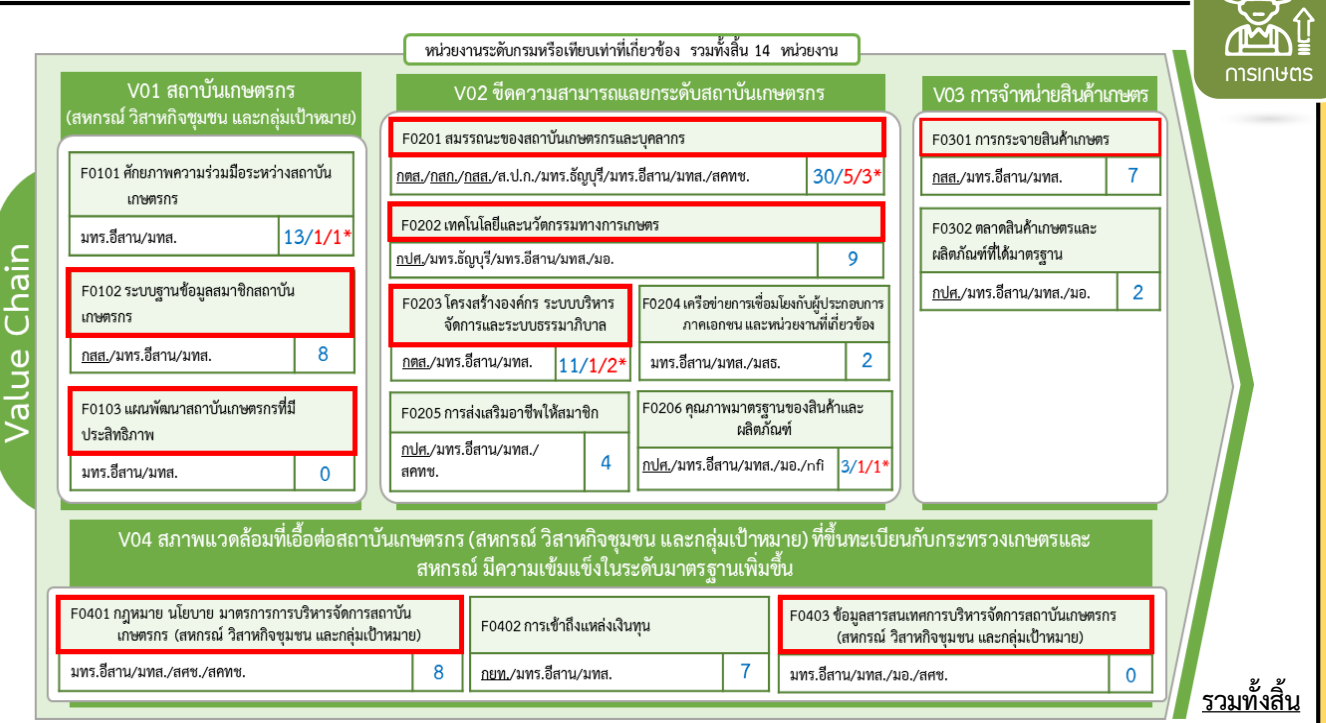 การเกษตร
หน่วยงานระดับกรมหรือเทียบเท่าที่เกี่ยวข้อง รวมทั้งสิ้น 14 หน่วยงาน
Value Chain
V01 สถาบันเกษตรกร
(สหกรณ์ วิสาหกิจชุมชน และกลุ่มเป้าหมาย)
F0101 ศักยภาพความร่วมมือระหว่างสถาบัน
เกษตรกร
มทร.อีสาน/มทส.
13/1/1*
F0102 ระบบฐานข้อมูลสมาชิกสถาบัน
เกษตรกร
กสส./มทร.อีสาน/มทส.
8
F0103 แผนพัฒนาสถาบันเกษตรกรที่มี
ประสิทธิภาพ
มทร.อีสาน/มทส.
0
V02 ขีดความสามารถแลยกระดับสถาบันเกษตรกร
F0201 สมรรถนะของสถาบันเกษตรกรและบุคลากร
กตส./กสก./กสส./ส.ป.ก./มทร.ธัญบุรี/มทร.อีสาน/มทส./สคทช.
30/5/3*
F0202 เทคโนโลยีและนวัตกรรมทางการเกษตร
กปศ./มทร.ธัญบุรี/มทร.อีสาน/มทส./มอ.
9
F0203 โครงสร้างองค์กร ระบบบริหาร
จัดการและระบบธรรมาภิบาล
กตส./มทร.อีสาน/มทส.
11/1/2*
F0204 เครือข่ายการเชื่อมโยงกับผู้ประกอบการ
ภาคเอกชน และหน่วยงานที่เกี่ยวข้อง
มทร.อีสาน/มทส./มสธ.
2
F0205 การส่งเสริมอาชีพให้สมาชิก
กปศ./มทร.อีสาน/มทส./
สคทช.
4
F0206 คุณภาพมาตรฐานของสินค้าและ
ผลิตภัณฑ์
กปศ./มทร.อีสาน/มทส./มอ./nfi
3/1/1*
V03 การจำหน่ายสินค้าเกษตร
F0301 การกระจายสินค้าเกษตร
กสส./มทร.อีสาน/มทส.
7
F0302 ตลาดสินค้าเกษตรและ
ผลิตภัณฑ์ที่ได้มาตรฐาน
กปศ./มทร.อีสาน/มทส./มอ.
2
V04 สภาพแวดล้อมที่เอื้อต่อสถาบันเกษตรกร (สหกรณ์ วิสาหกิจชุมชน และกลุ่มเป้าหมาย) ที่ขึ้นทะเบียนกับกระทรวงเกษตรและ
สหกรณ์ มีความเข้มแข็งในระดับมาตรฐานเพิ่มขึ้น
F0401 กฎหมาย นโยบาย มาตรการการบริหารจัดการสถาบัน
เกษตรกร (สหกรณ์ วิสาหกิจชุมชน และกลุ่มเป้าหมาย)
มทร.อีสาน/มทส./สศช./สคทช.
8
F0402 การเข้าถึงแหล่งเงินทุน
กยท./มทร.อีสาน/มทส.
7
F0403 ข้อมูลสารสนเทศการบริหารจัดการสถาบันเกษตรกร
(สหกรณ์ วิสาหกิจชุมชน และกลุ่มเป้าหมาย)
มทร.อีสาน/มทส./มอ./สศช.
0
รวมทั้งสิ้น